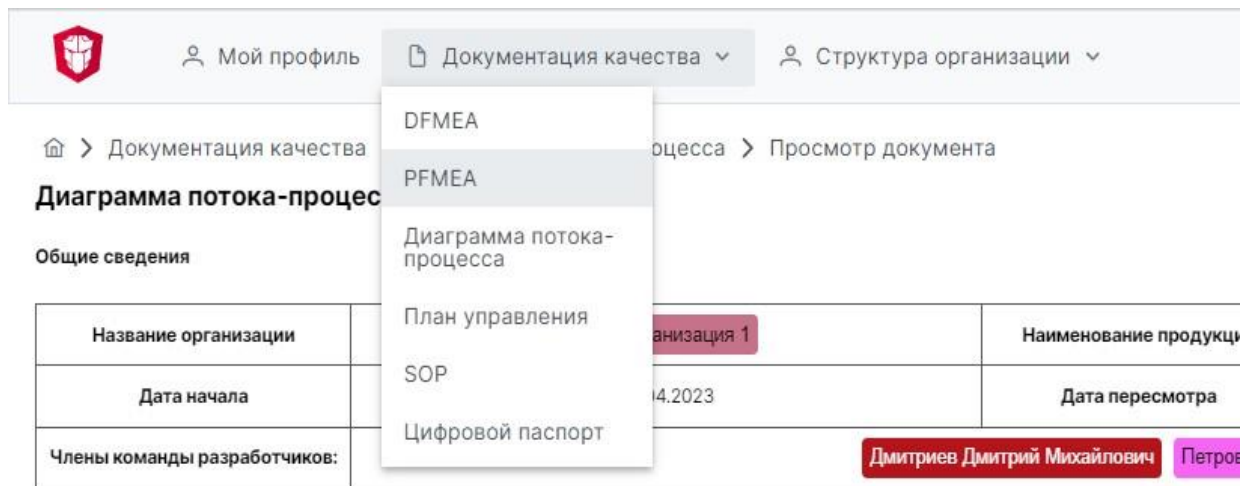 Мой профиль Документация качества Структура организации
DFMEA
Документация качества оцесса Просмотр документа
PFMEA
Диаграмма потока-процес
Диаграмма потока-
процесса
Общие сведения
План управления
Название организации анизация 1 Наименование продукци
SOP
Дата начала 4.2023 Дата пересмотра
Цифровой паспорт
Члены команды разработчиков: Дмитриев Дмитрий Михайлович Петров